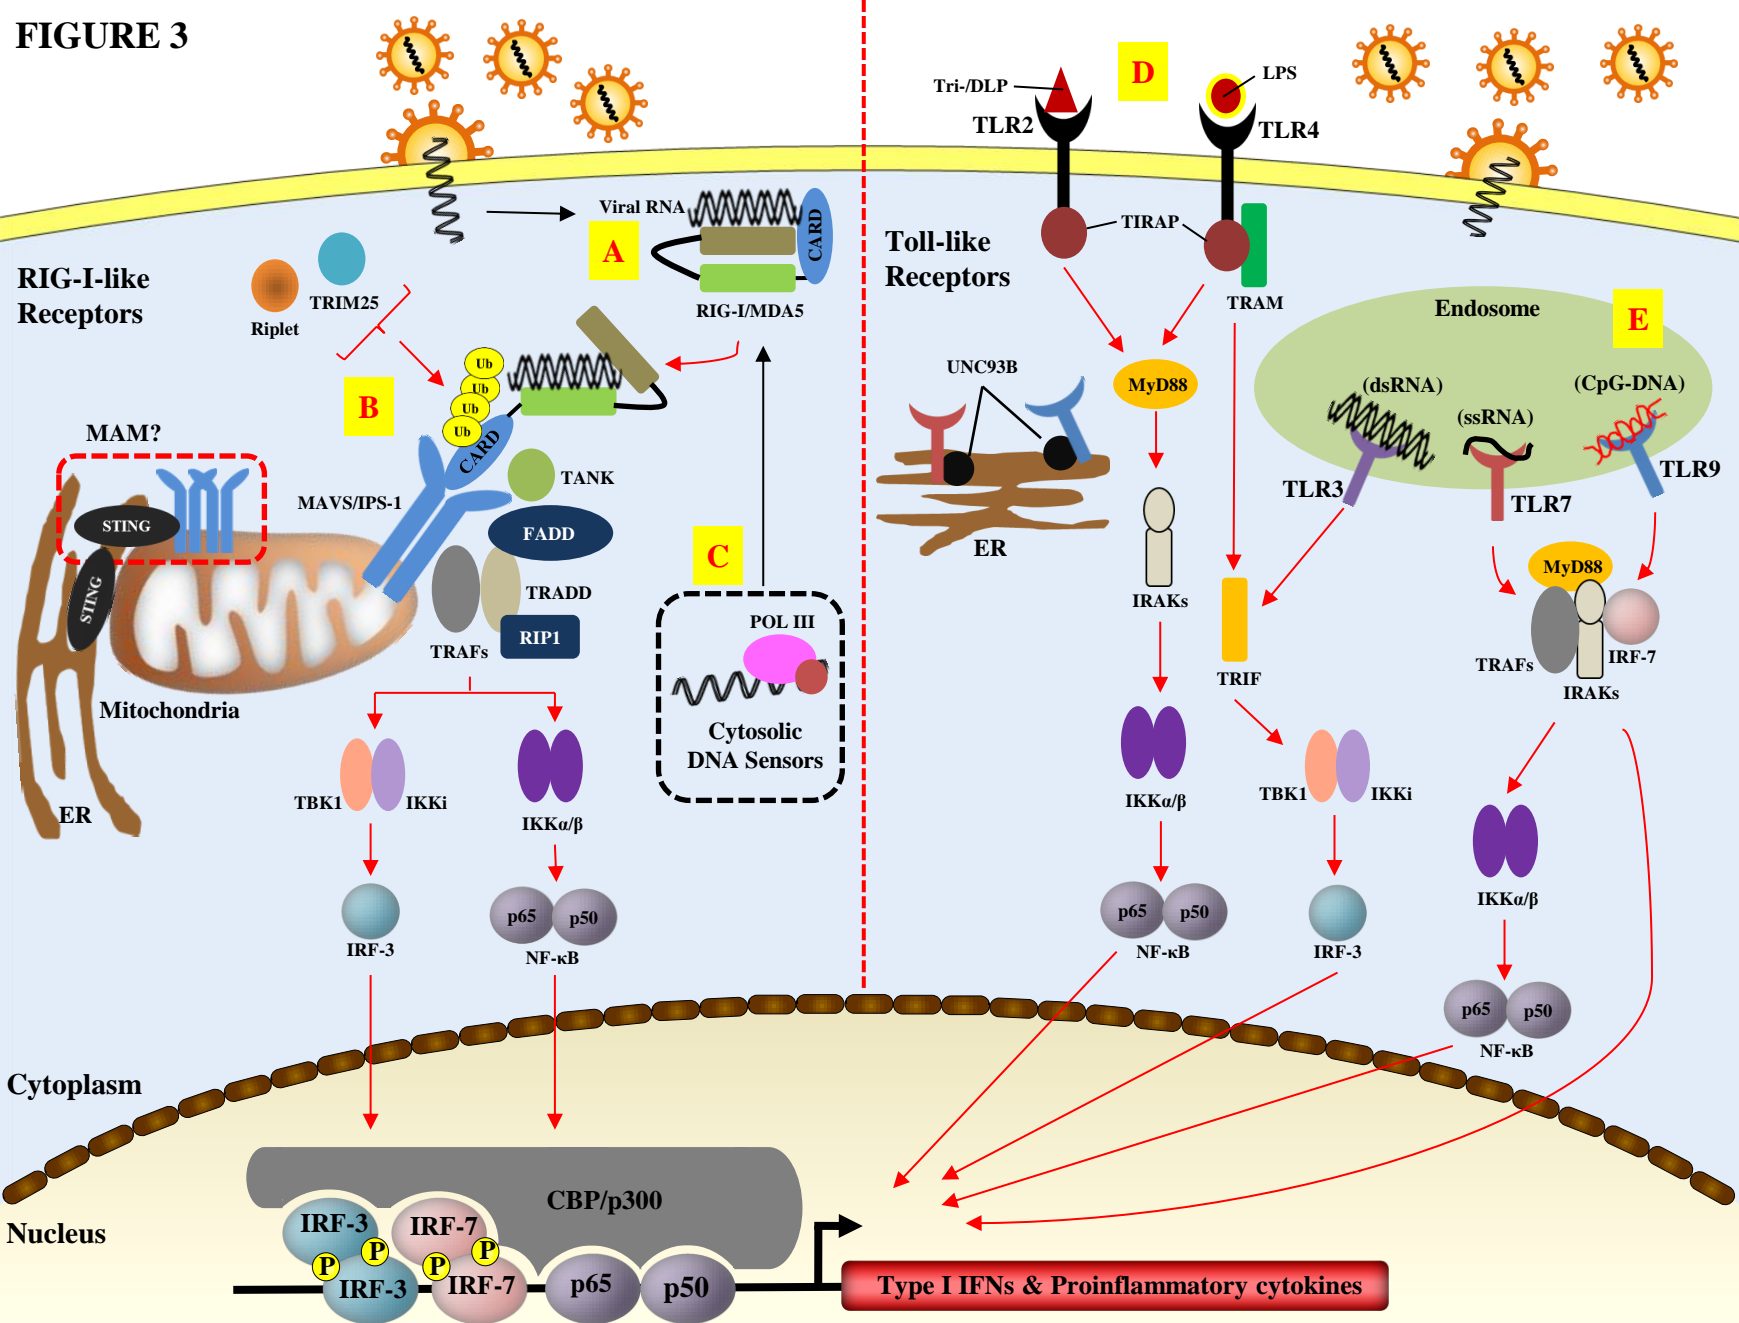 FIGURE 3
D
Tri-/DLP
LPS
TLR2
TLR4
Viral RNA
CARD
A
TIRAP
Toll-like
Receptors
RIG-I-like
Receptors
TRIM25
Riplet
RIG-I/MDA5
TRAM
Endosome
E
Ub
Ub
Ub
Ub
B
CARD
UNC93B
MyD88
(dsRNA)
(CpG-DNA)
(ssRNA)
MAM?
TANK
MAVS/IPS-1
STING
FADD
TLR3
TLR7
TLR9
ER
C
STING
MyD88
TRADD
IRAKs
RIP1
POL III
TRAFs
TRAFs
IRF-7
TRIF
IRAKs
Mitochondria
Cytosolic
DNA Sensors
TBK1
IKKi
IKKα/β
ER
IKKα/β
TBK1
IKKi
IKKα/β
p65
p50
IRF-3
NF-κB
p65
p50
NF-κB
IRF-3
p65
p50
NF-κB
Cytoplasm
Nucleus
CBP/p300
IRF-3
IRF-7
P
P
P
P
IRF-3
IRF-7
p65
p50
Type I IFNs & Proinflammatory cytokines